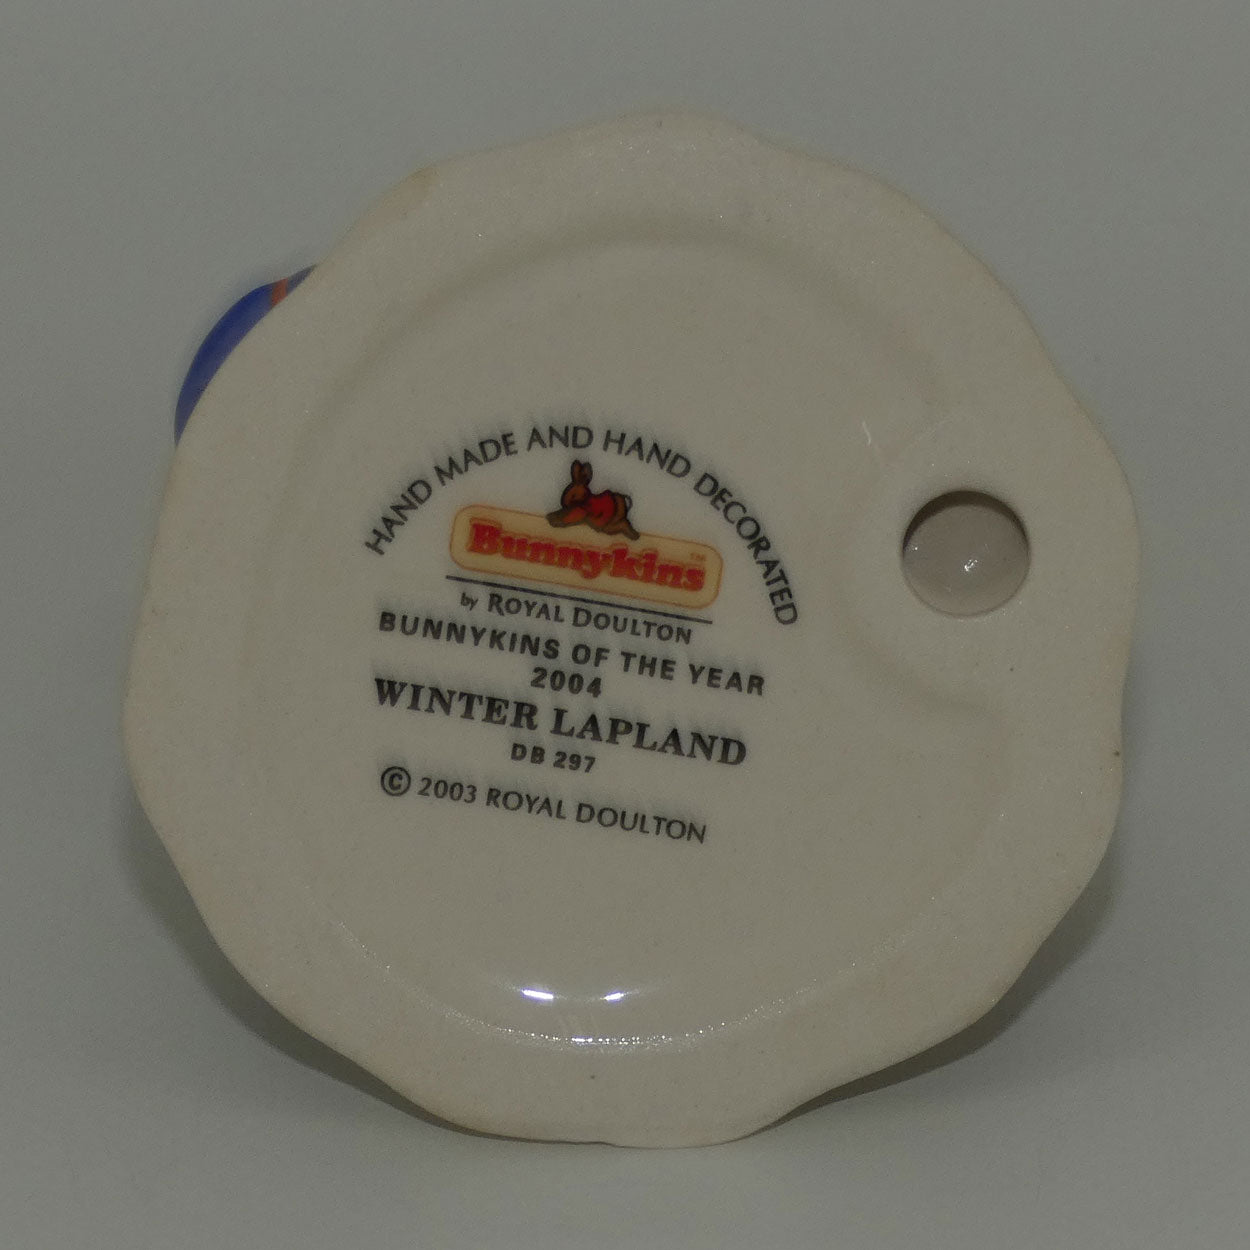 HAND MADE AND HAND DECORATED
Bunnykins™
by ROYAL DOULTON
BUNNYKINS OF THE YEAR
2004
WINTER LAPLAND
DB 297
© 2003 ROYAL DOULTON